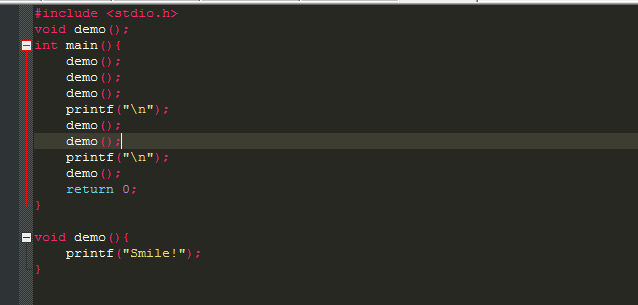 #include <stdio.h>
void demo();
int main(){
    demo();
    demo();
    demo();
    printf("\n");
    demo();
    demo();
    printf("\n");
    demo();
    return 0;
}

void demo(){
    printf("Smile!");
}